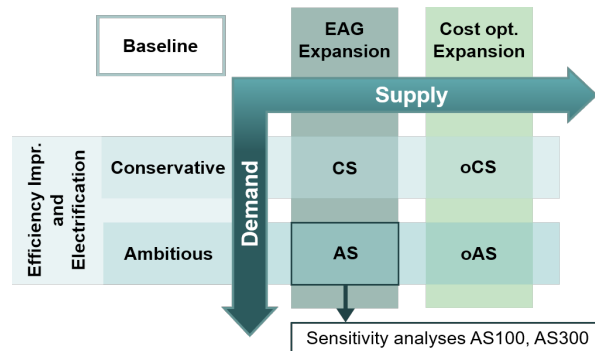 Baseline
EAG
Expansion
Cost opt.
Expansion
Supply
Demand
Efficiency Impr.
and
Electrification
Conservative
CS
oCS
Ambitious
AS
oAS
Sensitivity analyses AS100, AS300